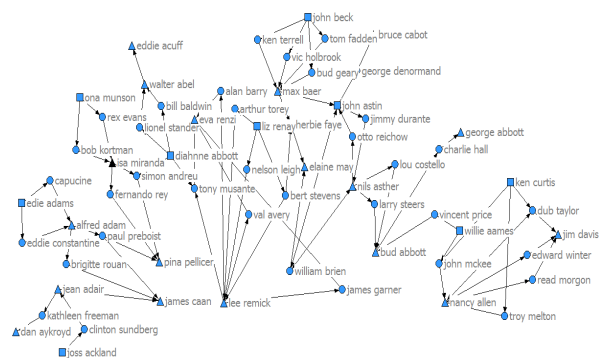 john beck
ken terrell
tom fadden
bruce cabot
eddie acuff
vic holbrook
bud geary
george denormand
walter abel
alan barry
max baer
ona munson
bill baldwin
arthur torey
john astin
rex evans
eva renzi
jimmy durante
lionel stander
liz renay
herbie faye
george abbott
otto reichow
bob kortman
diahnne abbott
charlie hall
isa miranda
nelson leigh
elaine may
lou costello
simon andreu
capucine
tony musante
nils asther
ken curtis
fernando rey
bert stevens
edie adams
larry steers
dub taylor
val avery
vincent price
alfred adam
willie aames
paul preboist
jim davis
eddie constantine
bud abbott
edward winter
brigitte rouan
pina pellicer
john mckee
william brien
read morgon
jean adair
james garner
james caan
lee remick
nancy allen
kathleen freeman
troy melton
dan aykroyd
clinton sundberg
joss ackland